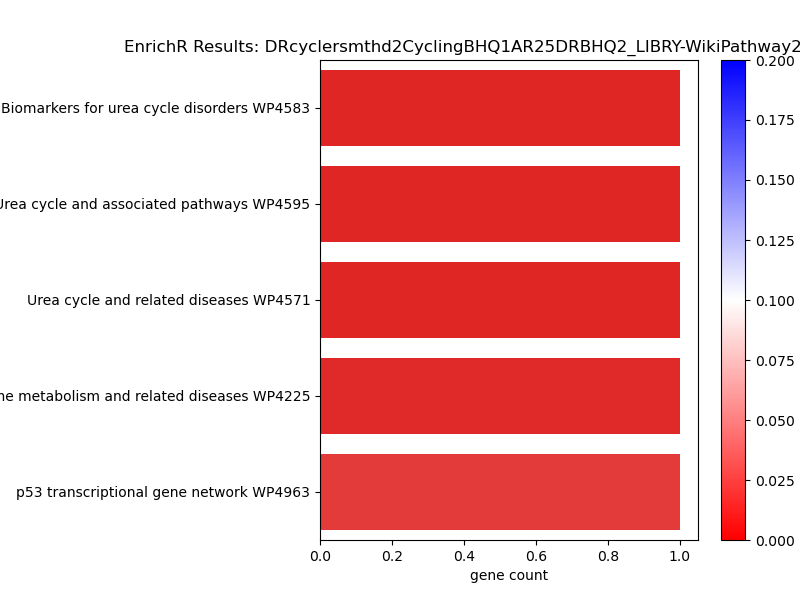 EnrichR Results: DRcyclersmthd2CyclingBHQ1AR25DRBHQ2_LIBRY-WikiPathway2
Biomarkers for urea cycle disorders WP4583
Urea cycle and associated pathways WP4595
Urea cycle and related diseases WP4571
metabolism and related diseases WP4225
p53 transcriptional gene network WP4963
0.0 0.2 0.4 0.6 0.8 1.0
gene count
0.200
0.175
0.150
0.125
0.100
0.075
0.050
0.025
0.000